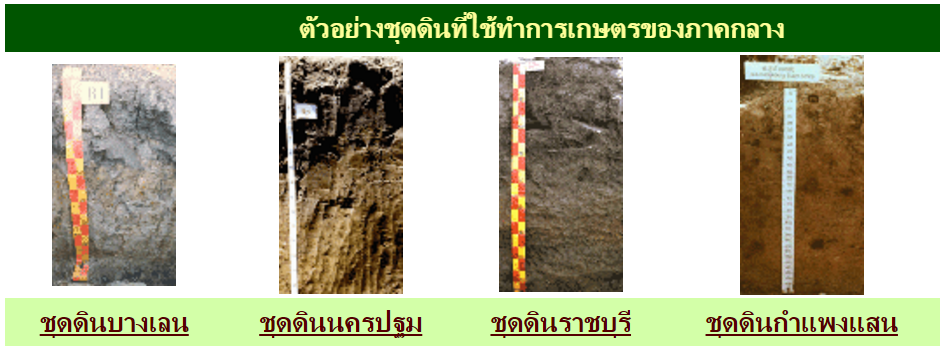 ตัวอย่างชุดดินที่ใช้ทำการเกษตรของภาคกลาง
ชุดดินบางเลน
ชุดดินนครปฐม
ชุดดินราชบุรี
ชุดดินกำแพงแสน